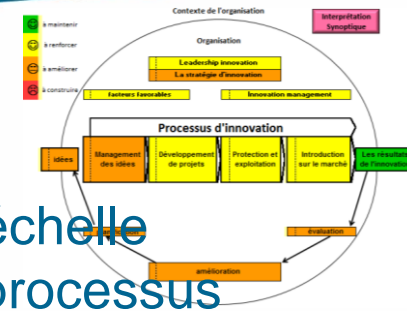 Contexte de l'organisation
Interprétation
Synoptique
à maintenir
à renforcer
à améliorer
à construire
Organisation
Leadership innovation
La stratégie d'innovation
facteurs favorables
Innovation management
Processus d'innovation
idées
Management
des idées
Développement
de projets
Protection et
exploitation
Introduction
sur le marché
Les résultats
de l'innovation
évaluation
amélioration
échelle
processus